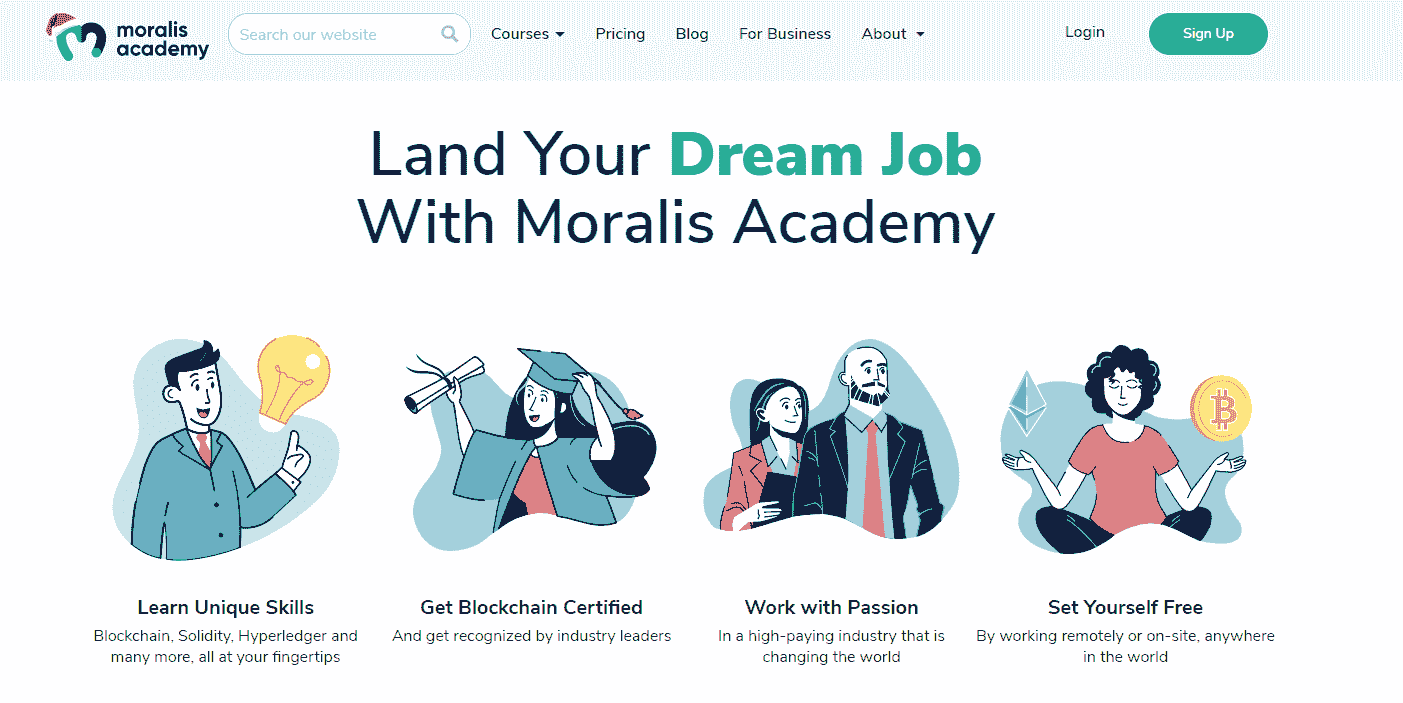 moralis
academy
Search our website
Courses
Pricing
Blog
For Business
About
Login
Sign Up
Land Your Dream Job
With Moralis Academy
Learn Unique Skills
Blockchain, Solidity, Hyperledger and
many more, all at your fingertips
Get Blockchain Certified
And get recognized by industry leaders
Work with Passion
In a high-paying industry that is
changing the world
Set Yourself Free
By working remotely or on-site, anywhere
in the world